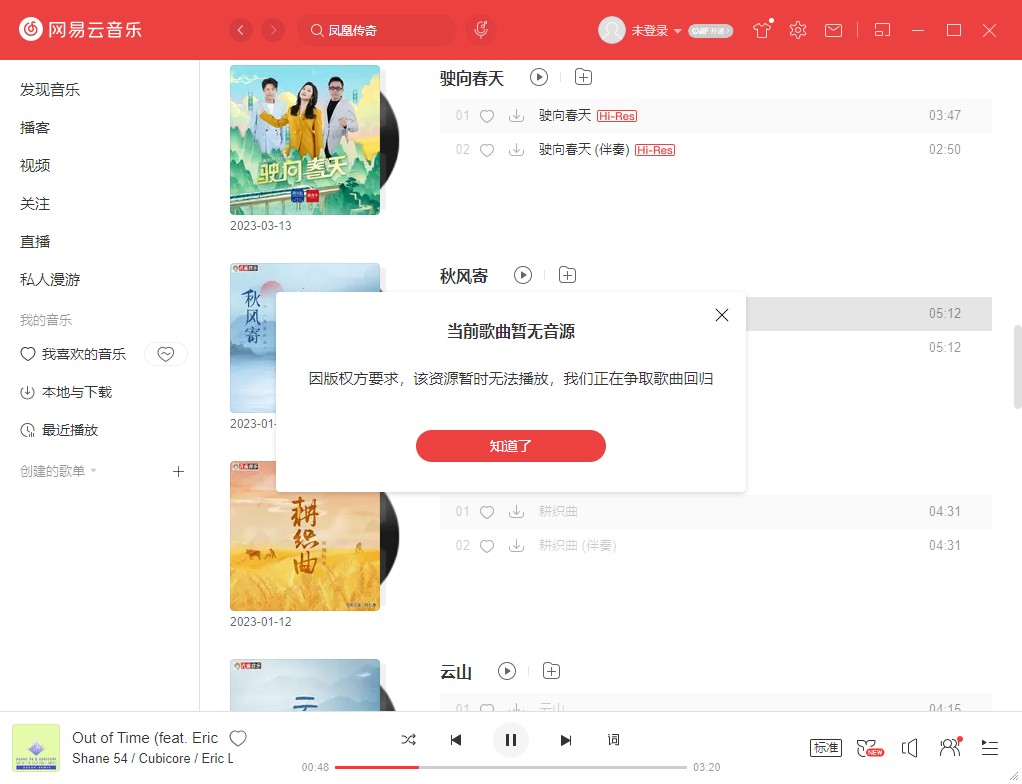 网易云音乐
凤凰传奇
未登录
VIP开通
发现音乐
播客
视频
关注
直播
私人漫游
我的音乐
我喜欢的音乐
本地与下载
最近播放
创建的歌单
驶向春天
2023-03-13
驶向春天
01 驶向春天 Hi-Res 03:47
02 驶向春天 (伴奏) Hi-Res 02:50
秋风寄
2023-01-
秋风寄
05:12
05:12
当前歌曲暂无音源
因版权方要求，该资源暂时无法播放，我们正在争取歌曲回归
知道了
耕织曲
2023-01-12
01 耕织曲 04:31
02 耕织曲 (伴奏) 04:31
云
云山
01 云山 04:15
Out of Time (feat. Eric
Shane 54 / Cubicore / Eric L
词
00:48 03:20
标准
NEW